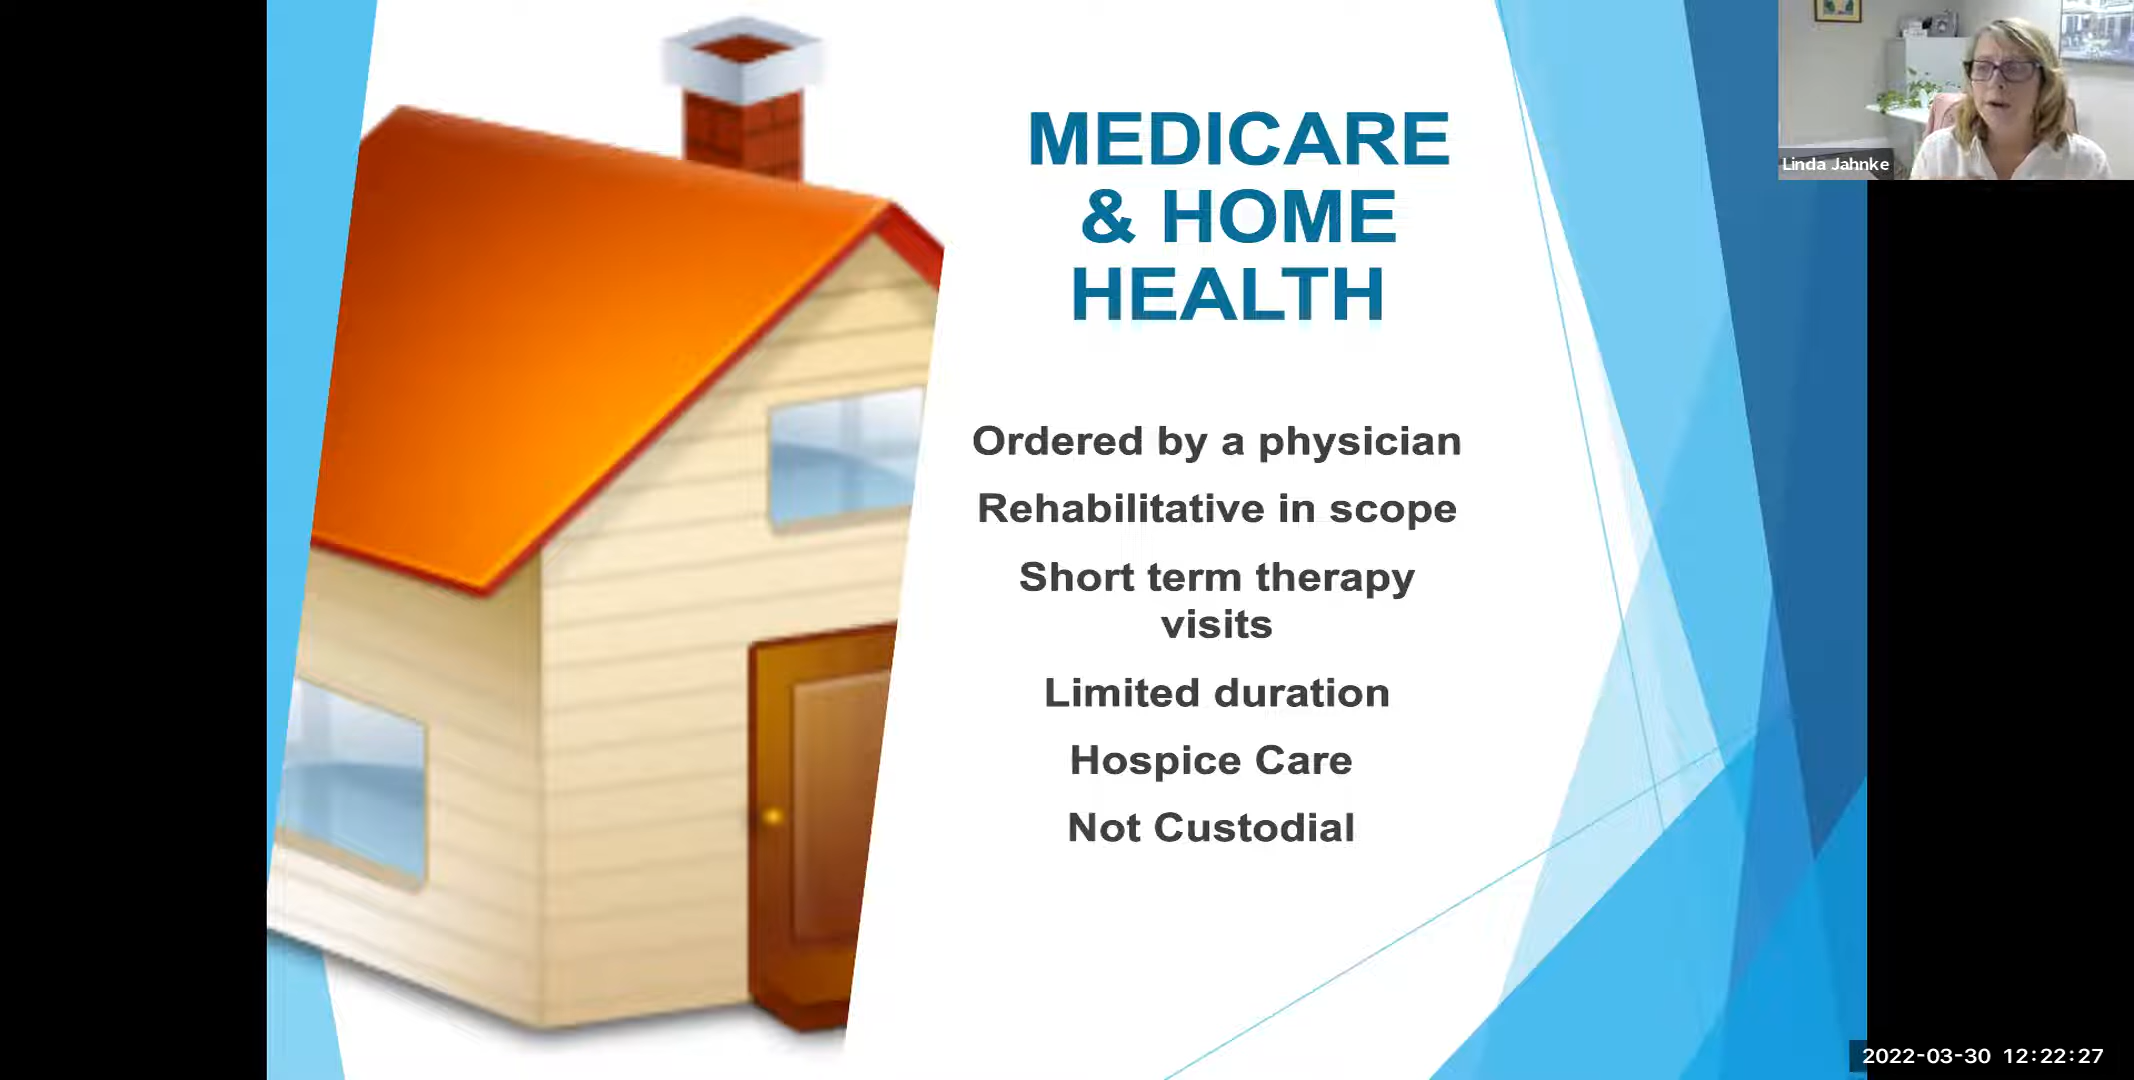 MEDICARE
& HOME
HEALTH
Ordered by a physician
Rehabilitative in scope
Short term therapy
visits
Limited duration
Hospice Care
Not Custodial
Linda Jahnke
2022-03-30 12:22:27